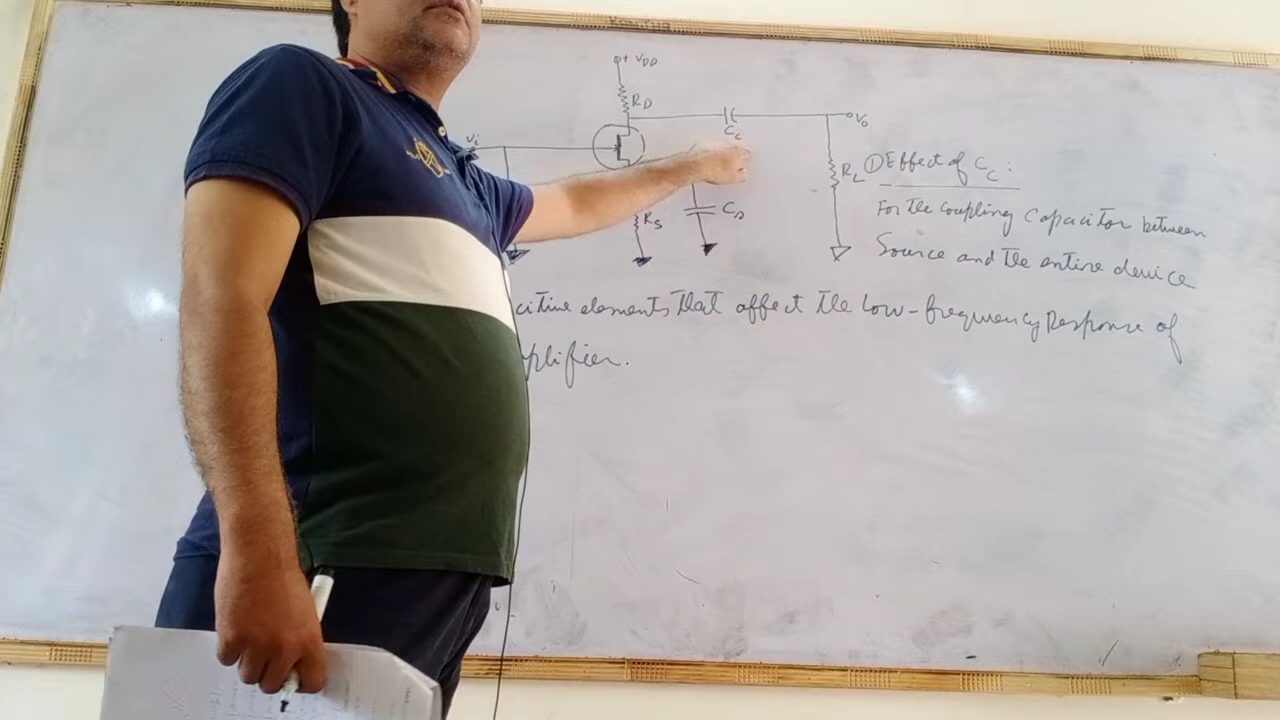 + VDD
RD
Vi
CC
Vo
RL
RS
CS
① Effect of CC :
For the coupling capacitor between
Source and the entire device
citive elements that affect the low-frequency Response of
plifier.